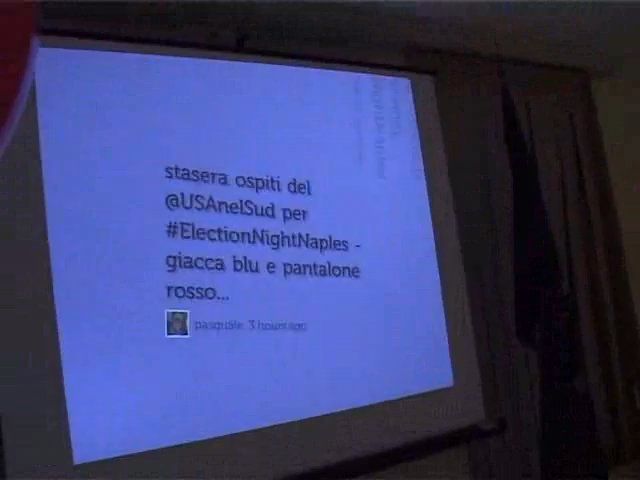 stasera ospiti del
@USAnelSud per
#ElectionNightNaples -
giacca blu e pantalone
rosso...
pasquale, 3 hours ago